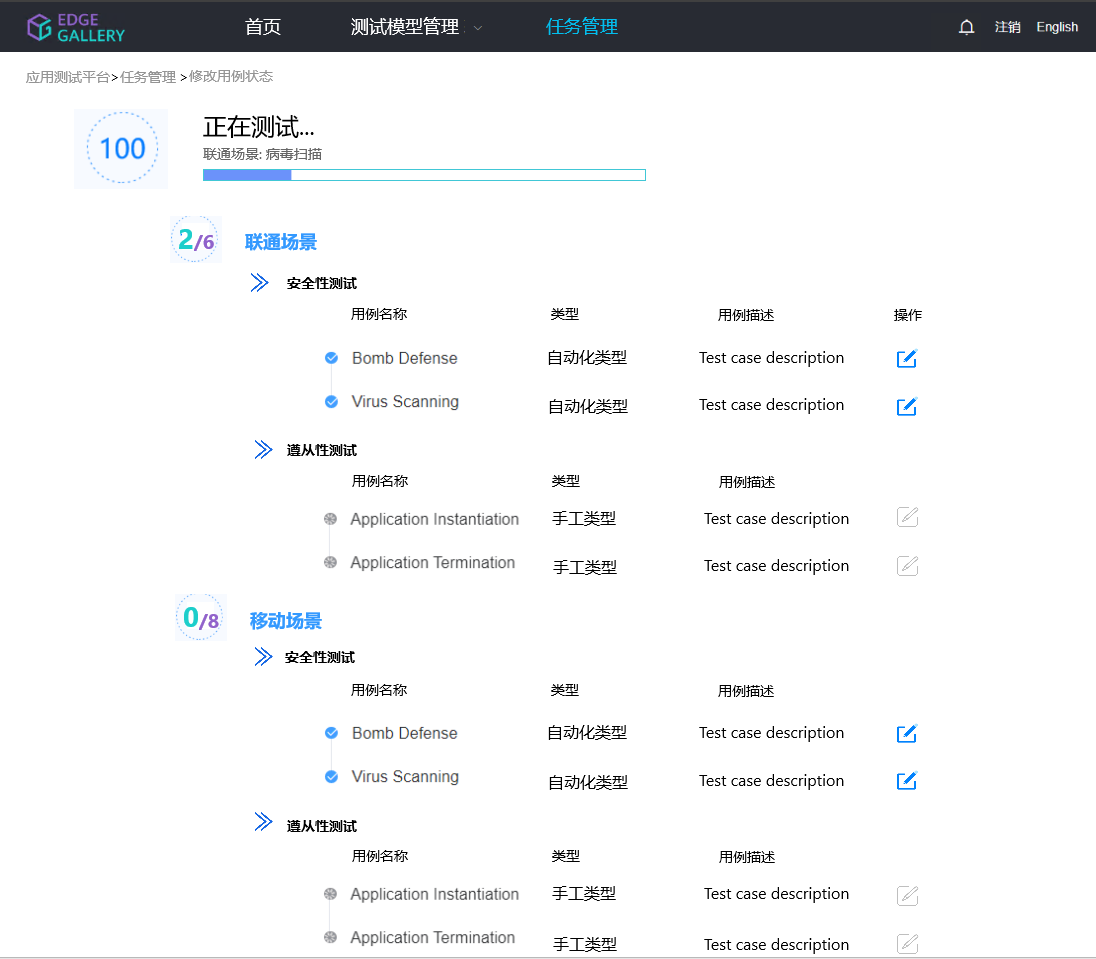 EDGE GALLERY 首页 测试模型管理 任务管理 注销 English
应用测试平台>任务管理 >修改用例状态
100
正在测试...
联通场景: 病毒扫描
2/6 联通场景
安全性测试
用例名称 类型 用例描述 操作
Bomb Defense 自动化类型 Test case description
Virus Scanning 自动化类型 Test case description
遵从性测试
用例名称 类型 用例描述
Application Instantiation 手工类型 Test case description
Application Termination 手工类型 Test case description
0/8 移动场景
安全性测试
用例名称 类型 用例描述
Bomb Defense 自动化类型 Test case description
Virus Scanning 自动化类型 Test case description
遵从性测试
用例名称 类型 用例描述
Application Instantiation 手工类型 Test case description
Application Termination 手工类型 Test case description